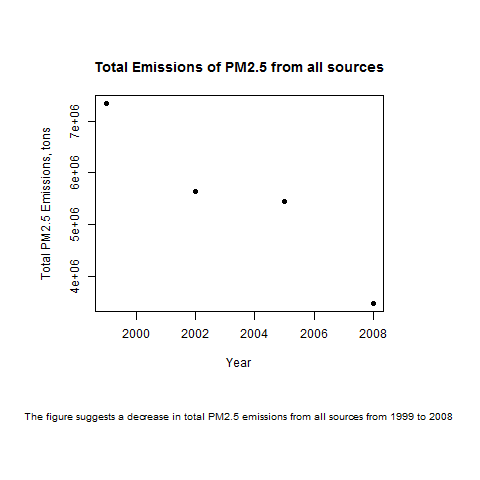 Total Emissions of PM2.5 from all sources
Total PM2.5 Emissions, tons
7e+06
6e+06
5e+06
4e+06
2000 2002 2004 2006 2008
Year
The figure suggests a decrease in total PM2.5 emissions from all sources from 1999 to 2008